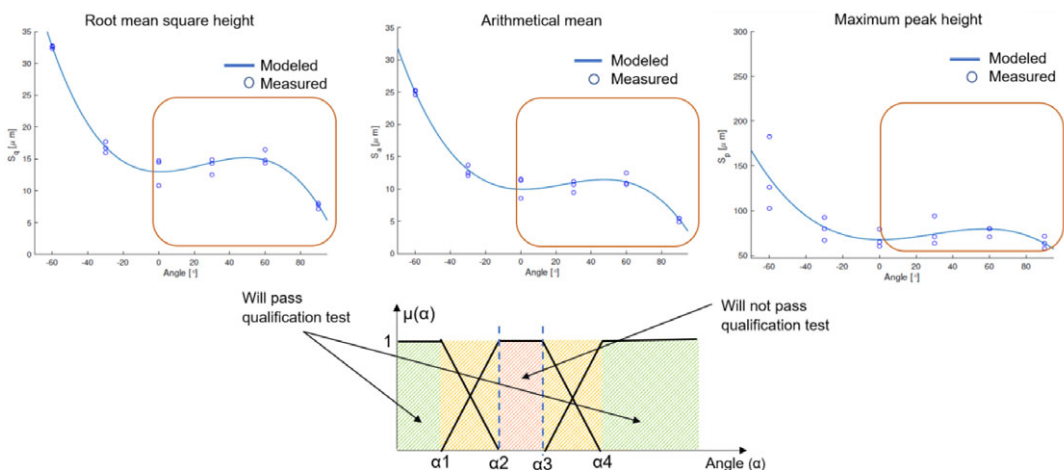 Root mean square height
35
30
25
20
15
10
5
0
S_q [μ m]
-60 -40 -20 0 20 40 60 80
Angle [°]
Modeled
Measured
Arithmetical mean
35
30
25
20
15
10
5
0
S_a [μ m]
-60 -40 -20 0 20 40 60 80
Angle [°]
Modeled
Measured
Maximum peak height
300
250
200
150
100
50
S_p [μ m]
-60 -40 -20 0 20 40 60 80
Angle [°]
Modeled
Measured
Will pass
qualification test
Will not pass
qualification test
μ(α)
1
α1 α2 α3 α4
Angle (α)